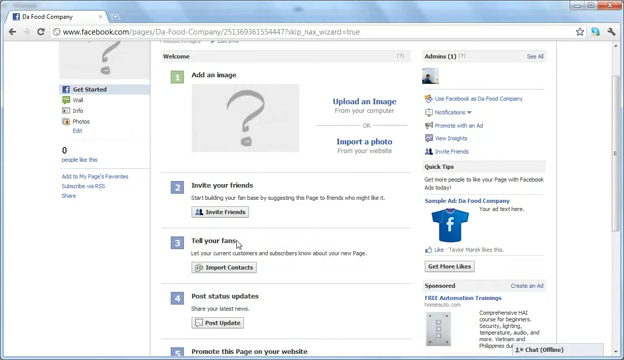 Da Food Company
www.facebook.com/pages/Da-Food-Company/251369361554447?skip_nax_wizard=true
Welcome
1 Add an image
Upload an Image
From your computer
OR
Import a photo
From your website
2 Invite your friends
Start building your fan base by suggesting this Page to friends who might like it.
Invite Friends
3 Tell your fans
Let your current customers and subscribers know about your new Page.
Import Contacts
4 Post status updates
Share your latest news.
Post Update
5 Promote this Page on your website
Get Started
Wall
Info
Photos
Edit
0
people like this
Add to My Page's Favorites
Subscribe via RSS
Share
Admins (1) [?] See All
Use Facebook as Da Food Company
Notifications
Promote with an Ad
View Insights
Invite Friends
Quick Tips
Get more people to like your Page with Facebook
Ads today!
Sample Ad: Da Food Company
Your ad text here.
Like · Taylor Marek likes this.
Get More Likes
Sponsored Create an Ad
FREE Automation Trainings
homeauto.com
Comprehensive HAI
course for beginners.
Security, lighting,
temperature, audio, and
more. Vietnam and
Philippines
Chat (Offline)